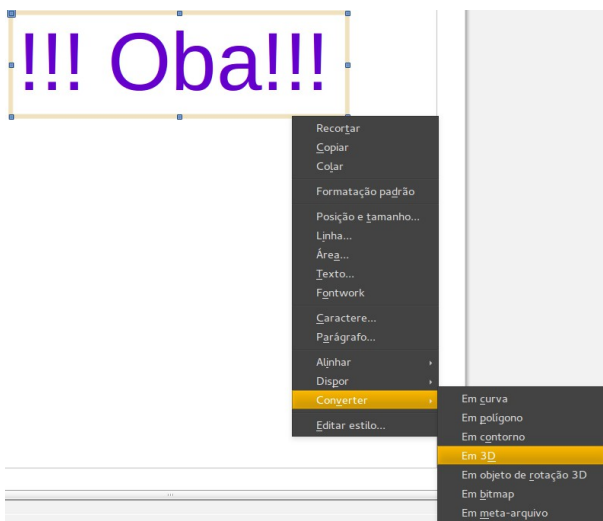 !!! Oba!!!
Recortar
Copiar
Colar
Formatação padrão
Posição e tamanho...
Linha...
Área...
Texto...
Fontwork
Caractere...
Parágrafo...
Alinhar
Dispor
Converter
Editar estilo...
Em curva
Em polígono
Em contorno
Em 3D
Em objeto de rotação 3D
Em bitmap
Em meta-arquivo